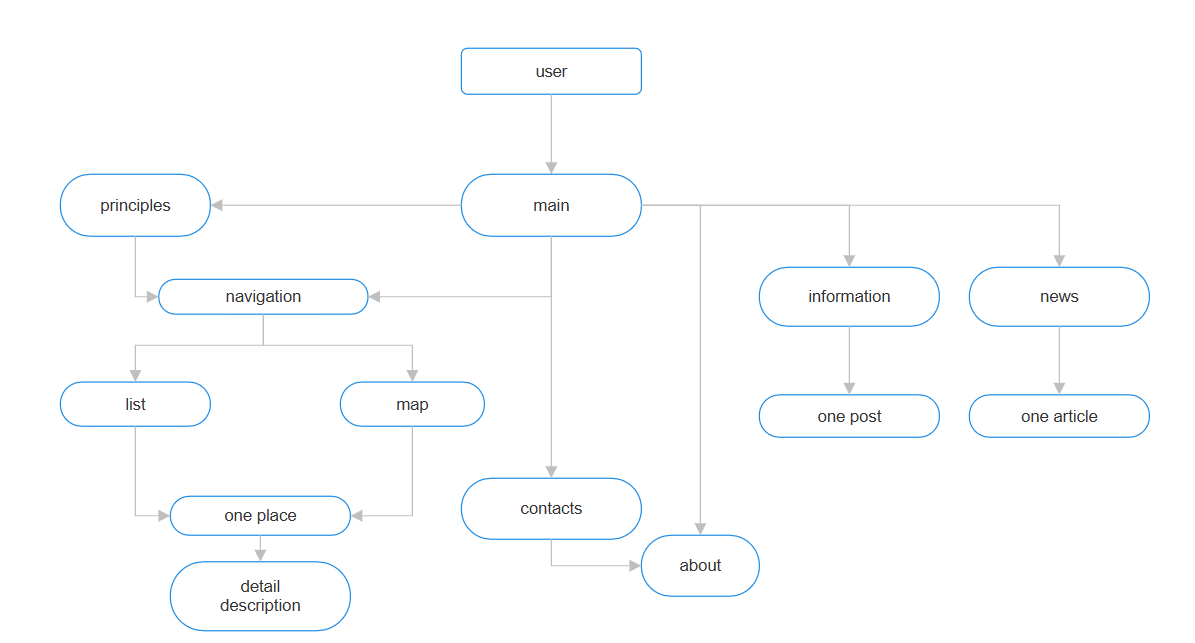 user
principles
main
navigation
information
news
list
map
one post
one article
one place
contacts
about
detail
description